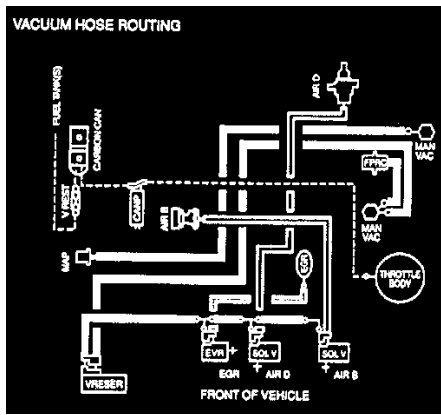 VACUUM HOSE ROUTING
FUEL TANK(S)
CARBON CAN
AIR D
MAN
VAC
FPRC
V REST
CANP
AIR B
MAN
VAC
MAP
EGR
THROTTLE
BODY
EVR
SOL V
SOL V
VRESER
EGR
AIR D
AIR B
FRONT OF VEHICLE